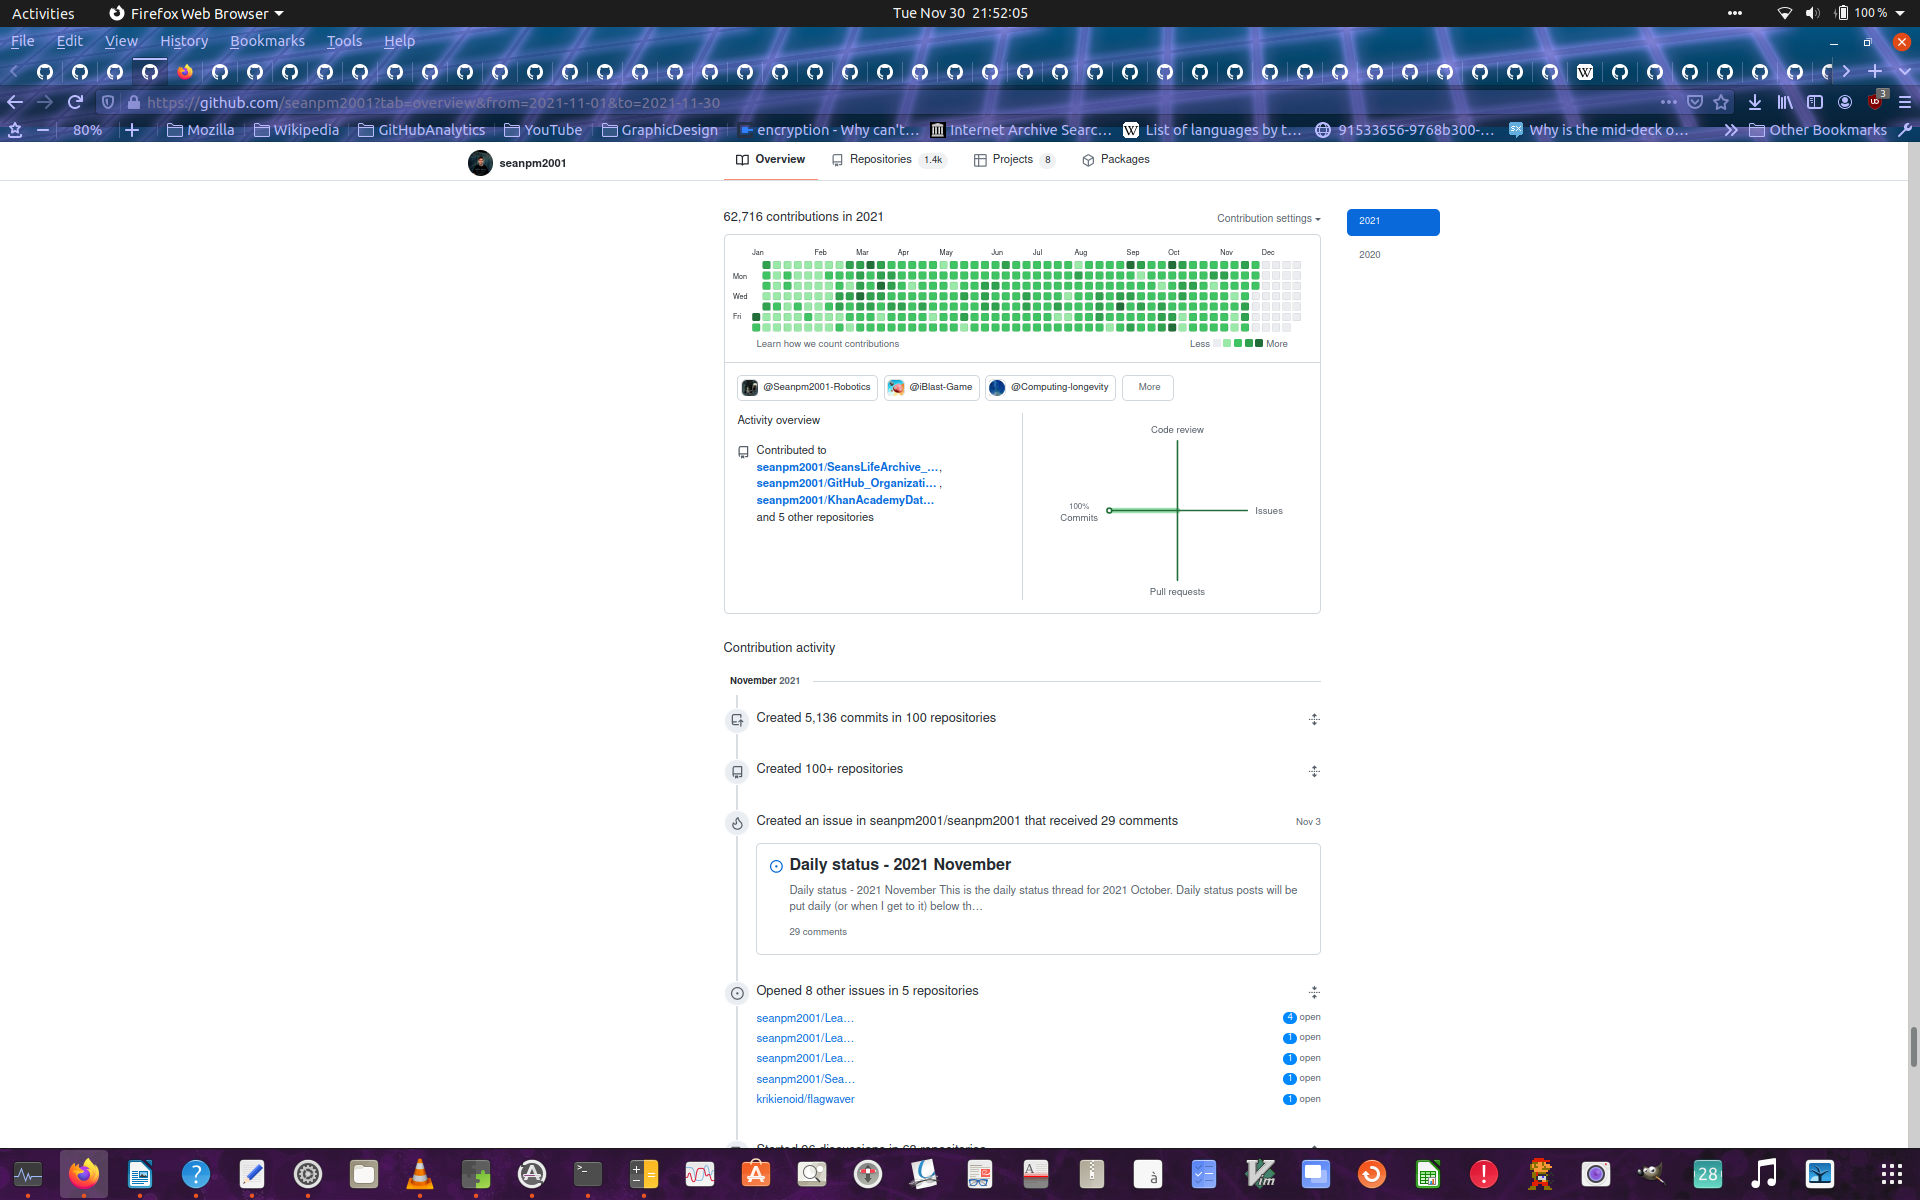 Activities
Firefox Web Browser
Tue Nov 30 21:52:05
100 %
File Edit View History Bookmarks Tools Help
https://github.com/seanpm2001?tab=overview&from=2021-11-01&to=2021-11-30
3
80%
Mozilla
Wikipedia
GitHubAnalytics
YouTube
GraphicDesign
encryption - Why can't…
Internet Archive Searc…
List of languages by t…
91533656-9768b300-…
Why is the mid-deck o…
Other Bookmarks
seanpm2001
Overview
Repositories 1.4k
Projects 8
Packages
62,716 contributions in 2021
Contribution settings
2021
2020
Jan Feb Mar Apr May Jun Jul Aug Sep Oct Nov Dec
Mon
Wed
Fri
Learn how we count contributions
Less
More
@Seanpm2001-Robotics
@iBlast-Game
@Computing-longevity
More
Activity overview
Contributed to
seanpm2001/SeansLifeArchive_…,
seanpm2001/GitHub_Organizati… ,
seanpm2001/KhanAcademyDat…
and 5 other repositories
Code review
100%
Commits
Issues
Pull requests
Contribution activity
November 2021
Created 5,136 commits in 100 repositories
Created 100+ repositories
Created an issue in seanpm2001/seanpm2001 that received 29 comments
Nov 3
Daily status - 2021 November
Daily status - 2021 November This is the daily status thread for 2021 October. Daily status posts will be
put daily (or when I get to it) below th…
29 comments
Opened 8 other issues in 5 repositories
seanpm2001/Lea… 4 open
seanpm2001/Lea… 1 open
seanpm2001/Lea… 1 open
seanpm2001/Sea… 1 open
krikienoid/flagwaver 1 open
28